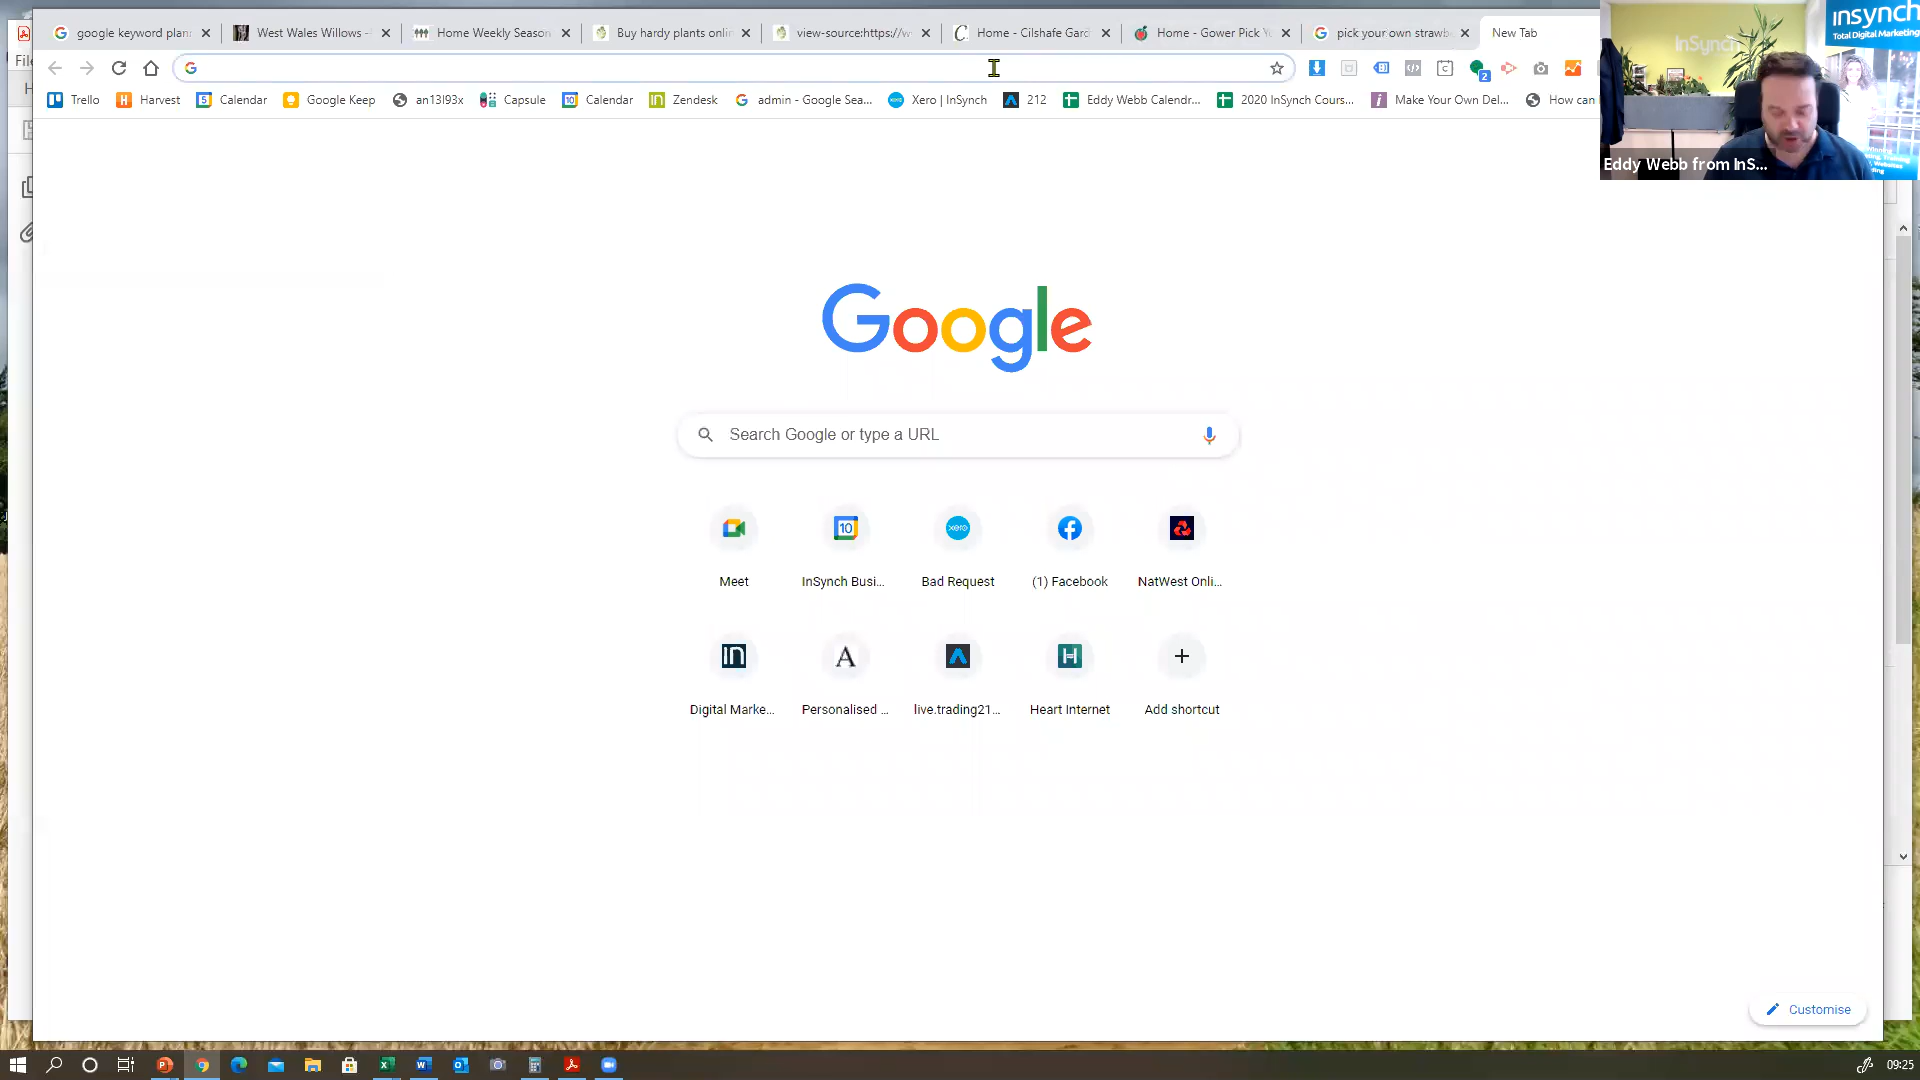 google keyword plan
West Wales Willows -
Home Weekly Season
Buy hardy plants onlin
view-source:https://w
Home - Cilshafe Gard
Home - Gower Pick Yo
pick your own strawb
New Tab
File
Trello
Harvest
Calendar
Google Keep
an13l93x
Capsule
Calendar
Zendesk
admin - Google Sea...
Xero | InSynch
212
Eddy Webb Calendr...
2020 InSynch Cours...
Make Your Own Del...
How can
insynch
Total Digital Marketing
InSynch
Eddy Webb from InS...
Google
Search Google or type a URL
Meet
InSynch Busi...
Bad Request
(1) Facebook
NatWest Onli...
Digital Marke...
Personalised ...
live.trading21...
Heart Internet
Add shortcut
Customise
09:25